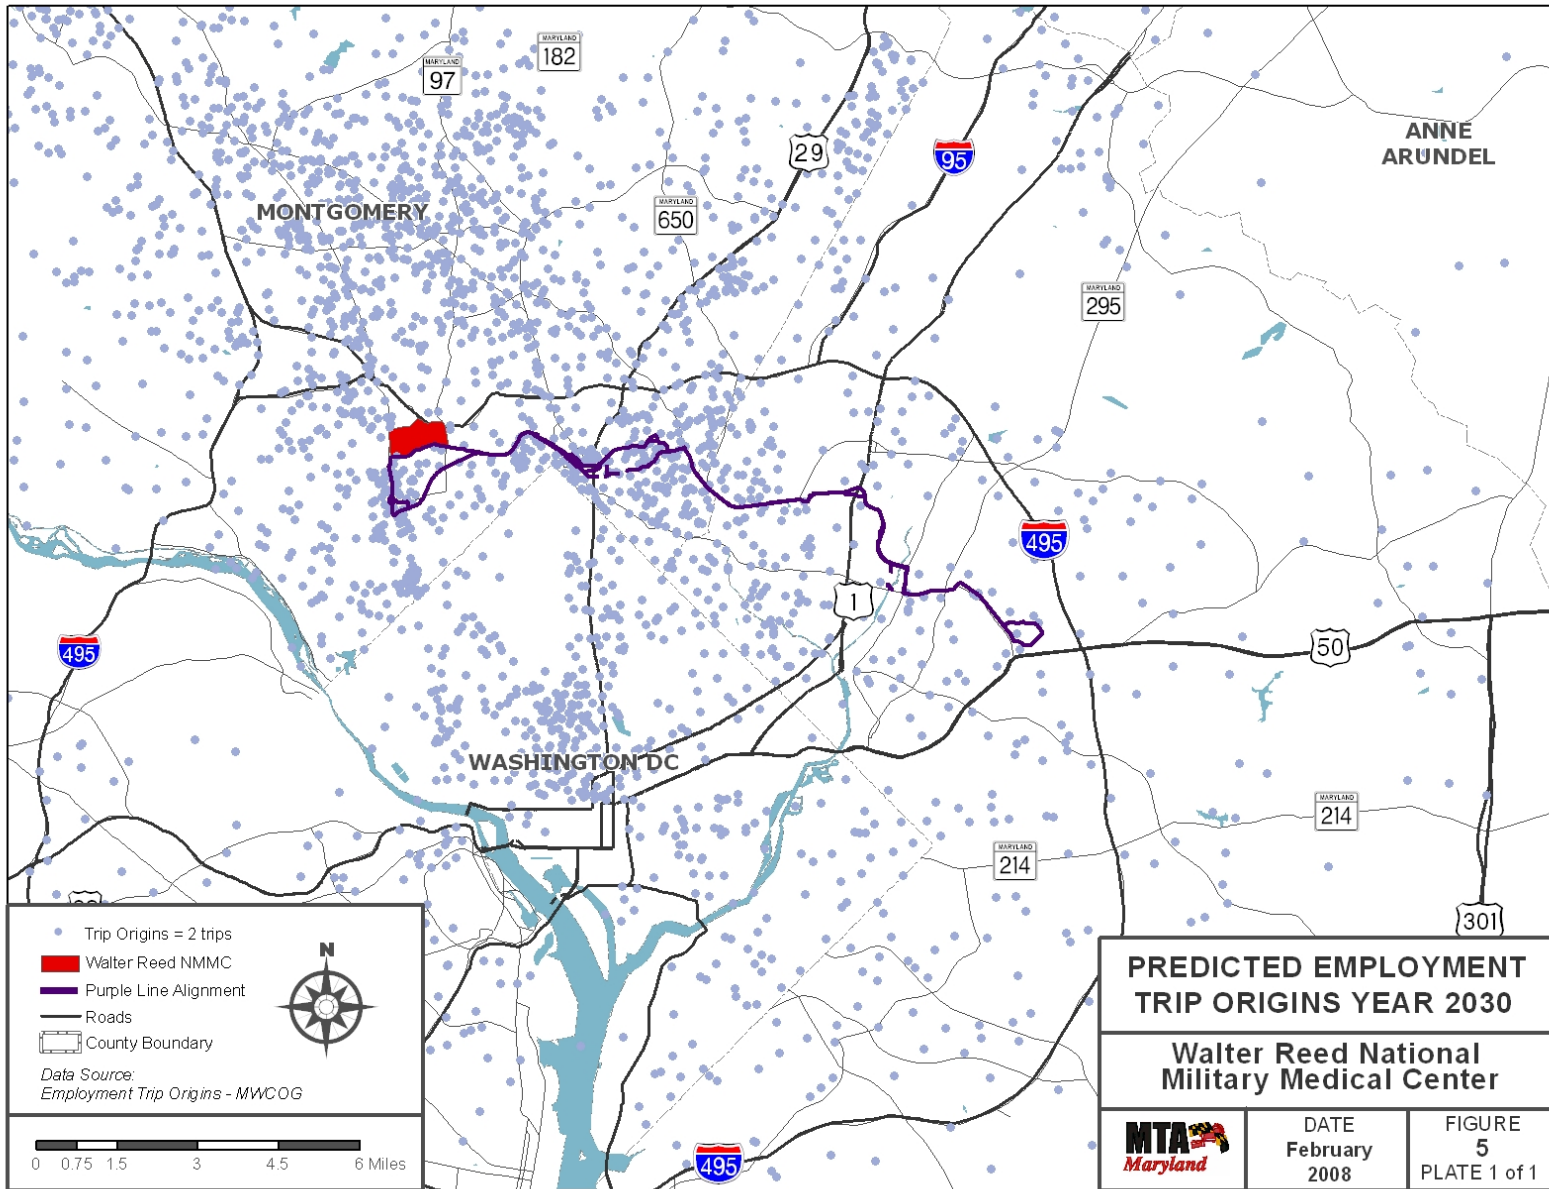 MARYLAND
182
MARYLAND
97
29
95
ANNE
ARUNDEL
MONTGOMERY
MARYLAND
650
MARYLAND
295
495
1
495
50
WASHINGTON DC
MARYLAND
214
MARYLAND
214
301
495
Trip Origins = 2 trips
Walter Reed NMMC
Purple Line Alignment
Roads
County Boundary
N
Data Source:
Employment Trip Origins - MWCOG
0 0.75 1.5 3 4.5 6 Miles
PREDICTED EMPLOYMENT
TRIP ORIGINS YEAR 2030
Walter Reed National
Military Medical Center
MTA
Maryland
DATE
February
2008
FIGURE
5
PLATE 1 of 1